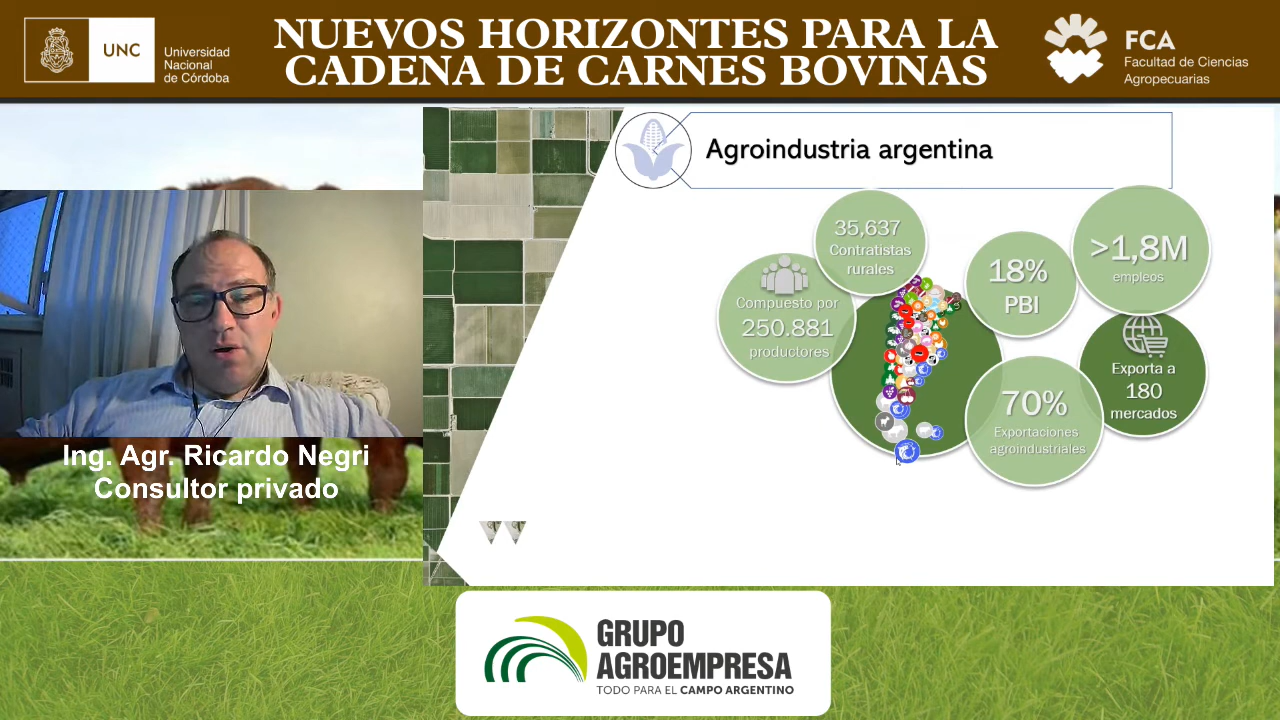 NUEVOS HORIZONTES PARA LA
CADENA DE CARNES BOVINAS
UNC
Universidad
Nacional
de Córdoba
FCA
Facultad de Ciencias
Agropecuarias
Agroindustria argentina
35,637
Contratistas
rurales
Compuesto por
250.881
productores
18%
PBI
>1,8M
empleos
Exporta a
180
mercados
70%
Exportaciones
agroindustriales
Ing. Agr. Ricardo Negri
Consultor privado
GRUPO
AGROEMPRESA
TODO PARA EL CAMPO ARGENTINO